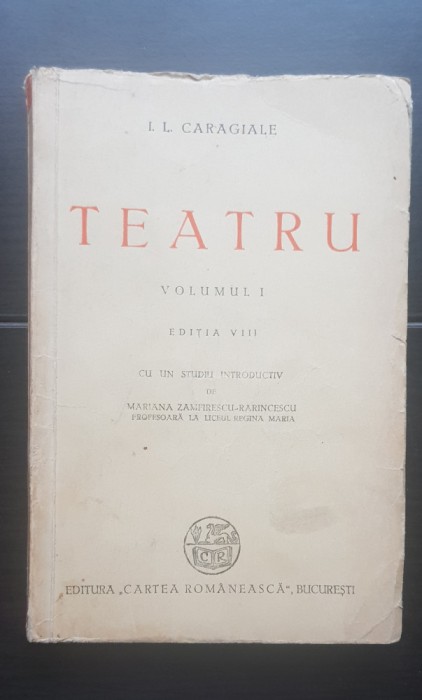 I. L. CARAGIALE
TEATRU
VOLUMUL I
EDIȚIA VIII
CU UN STUDIU INTRODUCTIV
DE
MARIANA ZAMFIRESCU-RARINCESCU
PROFESOARĂ LA LICEUL REGINA MARIA
C R
EDITURA „CARTEA ROMÂNEASCĂ“, BUCUREȘTI